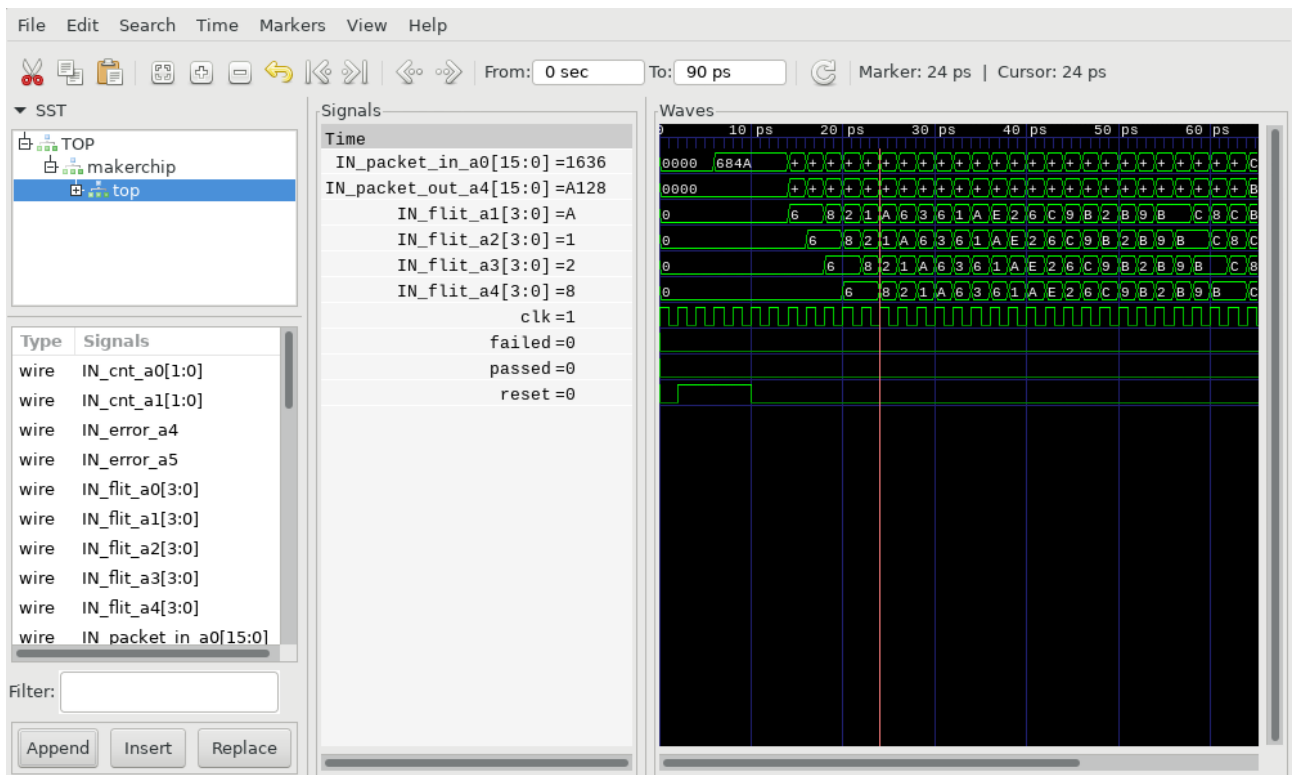 File Edit Search Time Markers View Help
From: 0 sec To: 90 ps Marker: 24 ps | Cursor: 24 ps
SST
TOP
makerchip
top
Type Signals
wire IN_cnt_a0[1:0]
wire IN_cnt_a1[1:0]
wire IN_error_a4
wire IN_error_a5
wire IN_flit_a0[3:0]
wire IN_flit_a1[3:0]
wire IN_flit_a2[3:0]
wire IN_flit_a3[3:0]
wire IN_flit_a4[3:0]
wire IN_packet_in_a0[15:0]
Filter:
Append Insert Replace
Signals
Time
IN_packet_in_a0[15:0] =1636
IN_packet_out_a4[15:0] =A128
IN_flit_a1[3:0] =A
IN_flit_a2[3:0] =1
IN_flit_a3[3:0] =2
IN_flit_a4[3:0] =8
clk =1
failed =0
passed =0
reset =0
Waves
10 ps 20 ps 30 ps 40 ps 50 ps 60 ps
0000 684A + + + + + + + + + + + + + + + + + + + + + + + + + C
0000 + + + + + + + + + + + + + + + + + + + + + + + + + B
0 6 8 2 1 A 6 3 6 1 A E 2 6 C 9 B 2 B 9 B C 8 C B
0 6 8 2 1 A 6 3 6 1 A E 2 6 C 9 B 2 B 9 B C 8 C
0 6 8 2 1 A 6 3 6 1 A E 2 6 C 9 B 2 B 9 B C 8
0 6 8 2 1 A 6 3 6 1 A E 2 6 C 9 B 2 B 9 B C